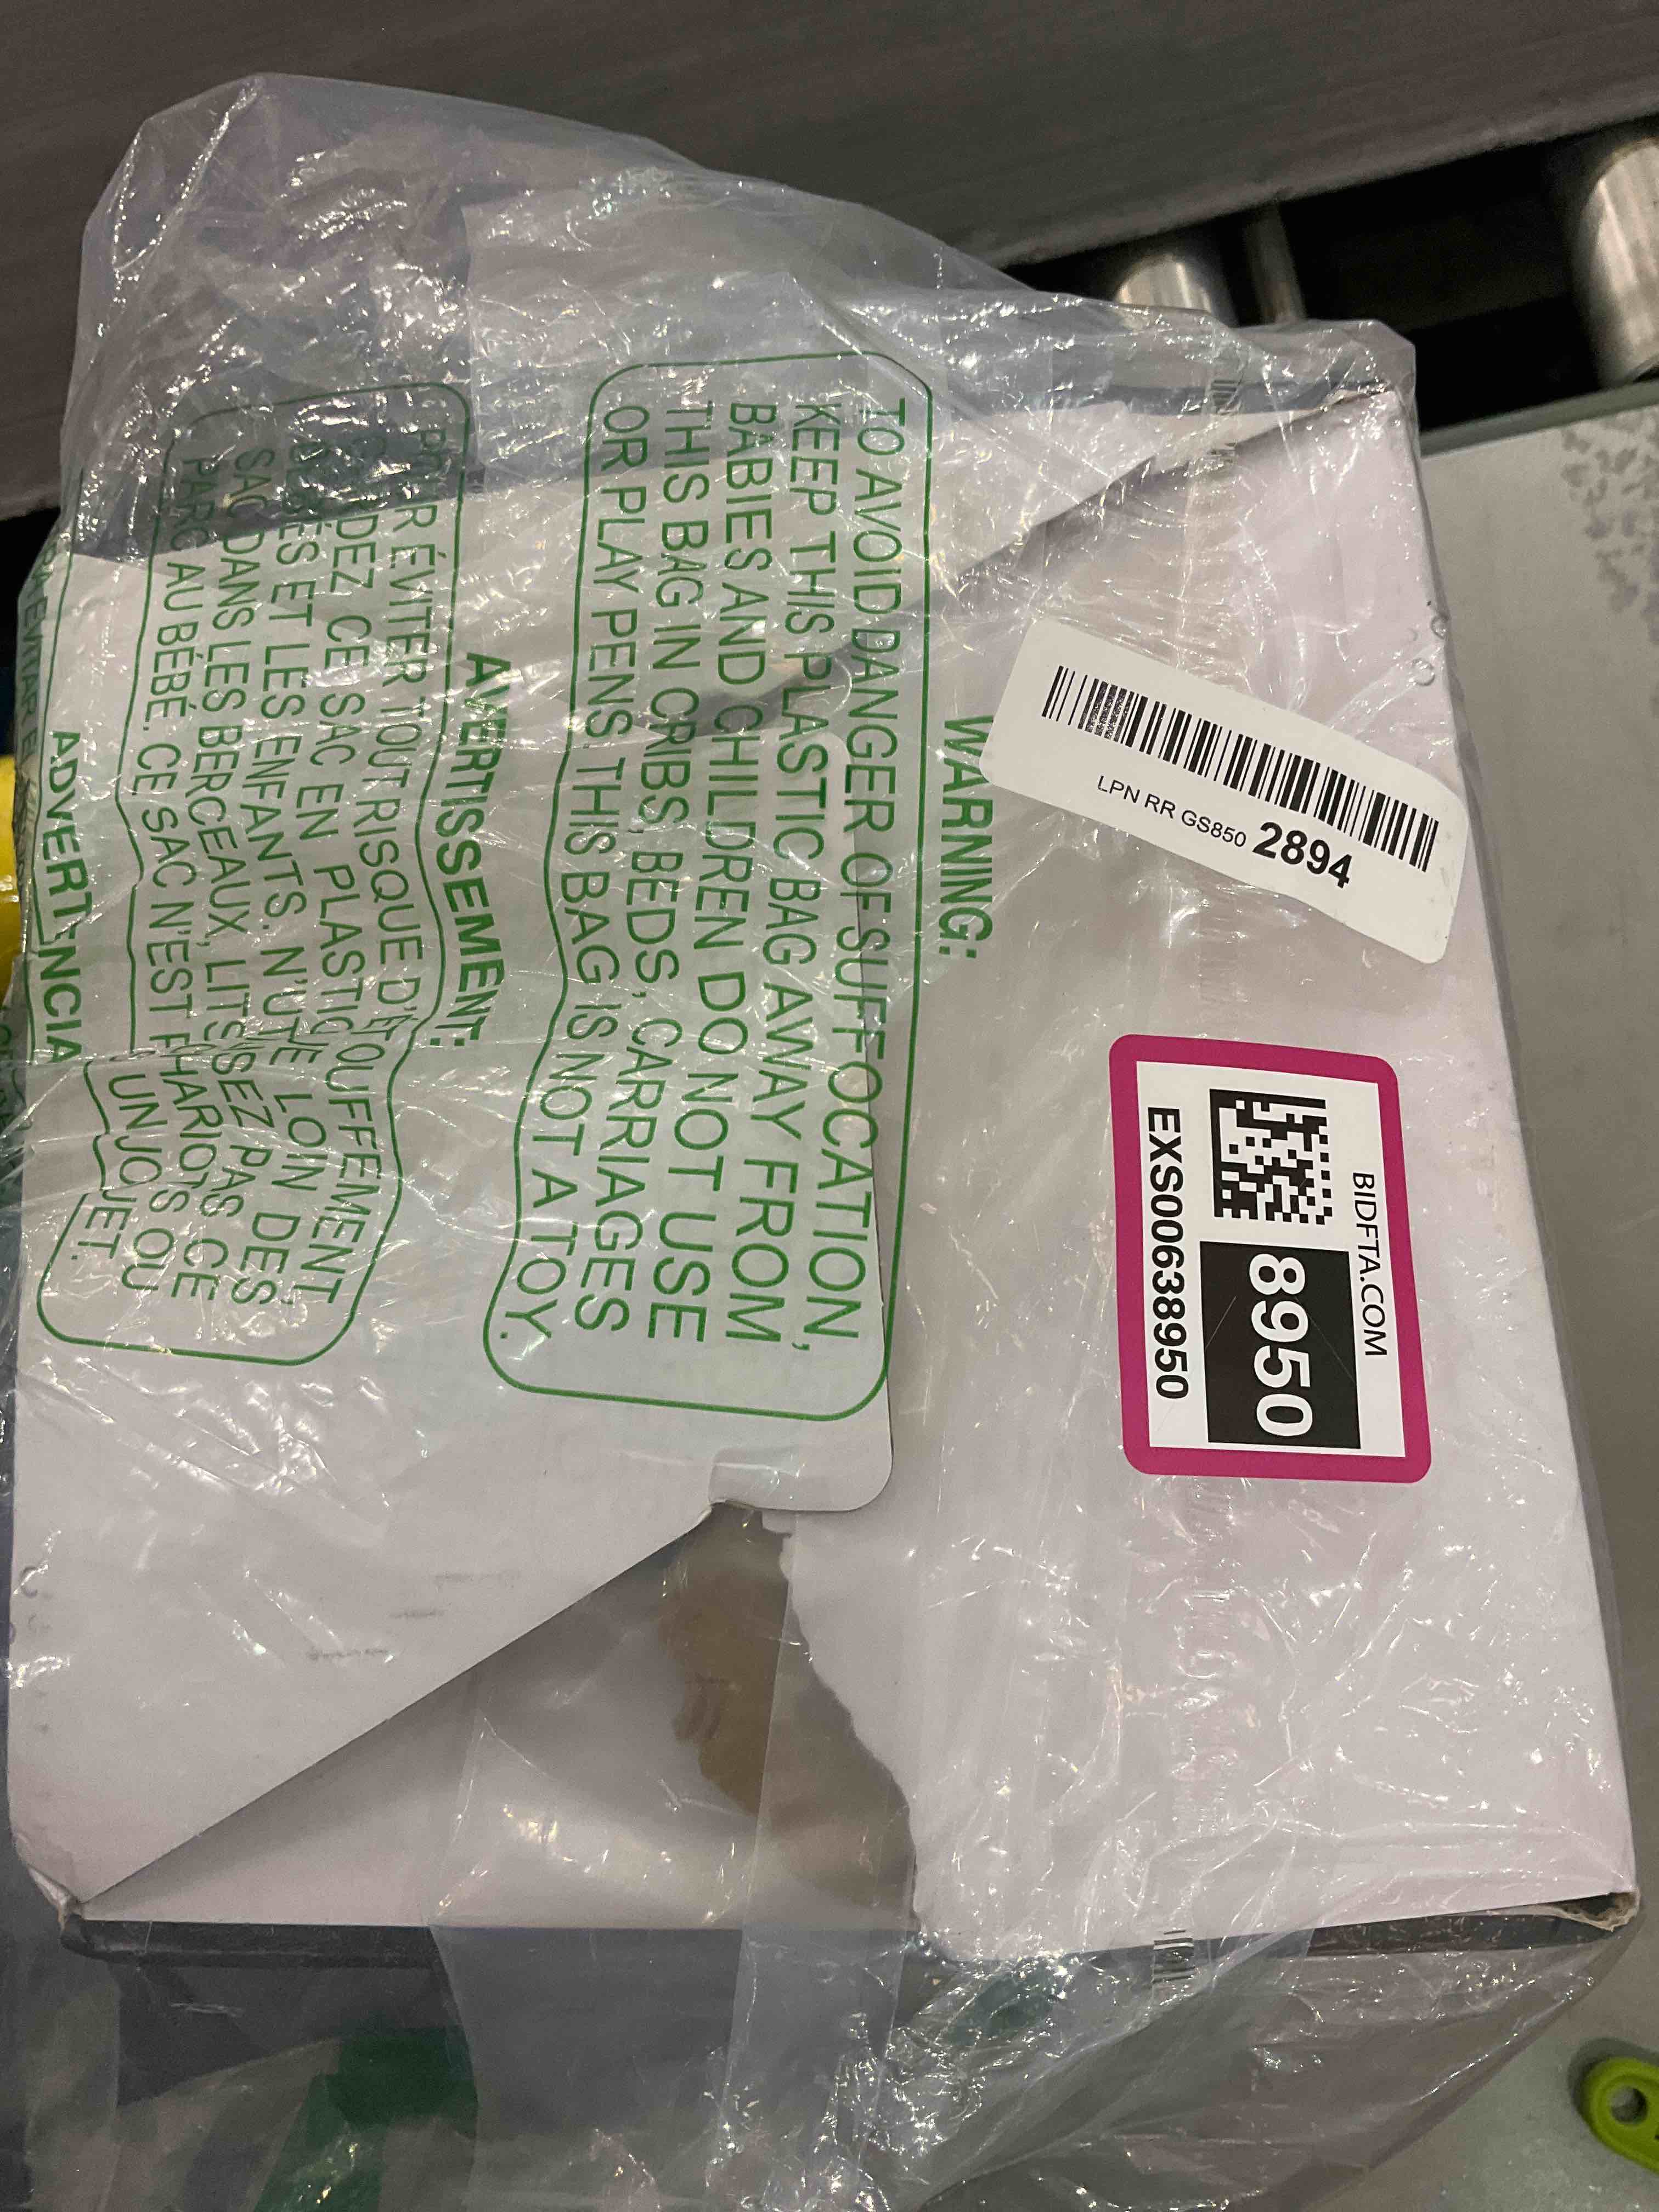 WARNING:
TO AVOID DANGER OF SUFFOCATION,
KEEP THIS PLASTIC BAG AWAY FROM
BABIES AND CHILDREN DO NOT USE
THIS BAG IN CRIBS, BEDS, CARRIAGES
OR PLAY PENS. THIS BAG IS NOT A TOY.
AVERTISSEMENT:
POUR ÉVITER TOUT RISQUE D'ÉTOUFFEMENT
GARDEZ CE SAC EN PLASTIQUE LOIN DES
BÉBÉS ET LES ENFANTS. N'UTILISEZ PAS CE
SAC DANS LES BERCEAUX, LITS, CHARIOTS OU
PARC AU BÉBÉ. CE SAC N'EST PAS UN JOUET.
ADVERTENCIA
PARA EVITAR E
LPN RR GS850 2894
BIDFTA.COM
8950
EXS00638950